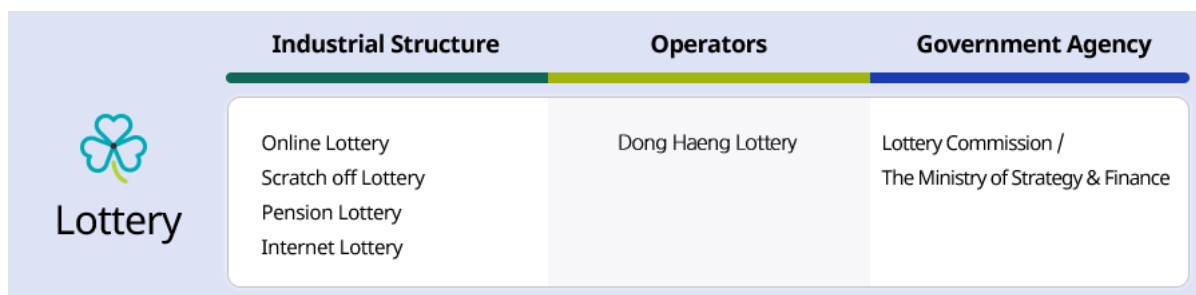 Industrial Structure
Operators
Government Agency
Lottery
Online Lottery
Scratch off Lottery
Pension Lottery
Internet Lottery
Dong Haeng Lottery
Lottery Commission /
The Ministry of Strategy & Finance